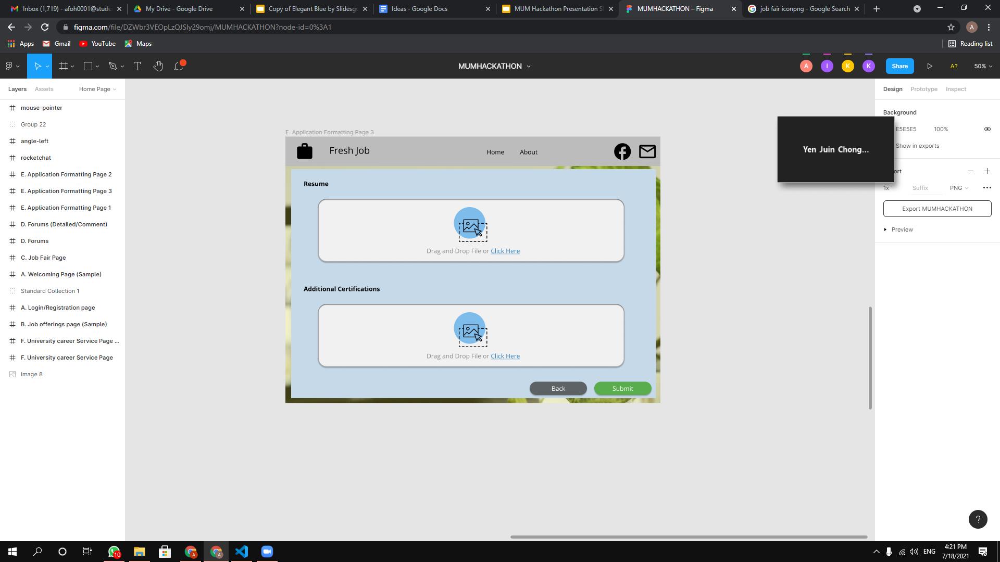 Inbox (1,719) - afoh0001@stude
My Drive - Google Drive
Copy of Elegant Blue by Slidesgo
Ideas - Google Docs
MUM Hackathon Presentation Sl
MUMHACKATHON – Figma
job fair iconpng - Google Search
figma.com/file/DZWbr3VEOpLzQJSly29omj/MUMHACKATHON?node-id=0%3A1
A
Apps
Gmail
YouTube
Maps
Reading list
MUMHACKATHON
A
I
K
K
Share
A?
50%
Layers
Assets
Home Page
Design
Prototype
Inspect
mouse-pointer
Group 22
angle-left
rocketchat
E. Application Formatting Page 2
E. Application Formatting Page 3
E. Application Formatting Page 1
D. Forums (Detailed/Comment)
D. Forums
C. Job Fair Page
A. Welcoming Page (Sample)
Standard Collection 1
A. Login/Registration page
B. Job offerings page (Sample)
F. University career Service Page ...
F. University career Service Page
image 8
E. Application Formatting Page 3
Fresh Job
Home
About
Resume
Drag and Drop File or Click Here
Additional Certifications
Drag and Drop File or Click Here
Back
Submit
Background
E5E5E5
100%
Show in exports
Yen Juin Chong...
ort
1x
Suffix
PNG
Export MUMHACKATHON
Preview
?
10
A
A
ENG
4:21 PM
7/18/2021